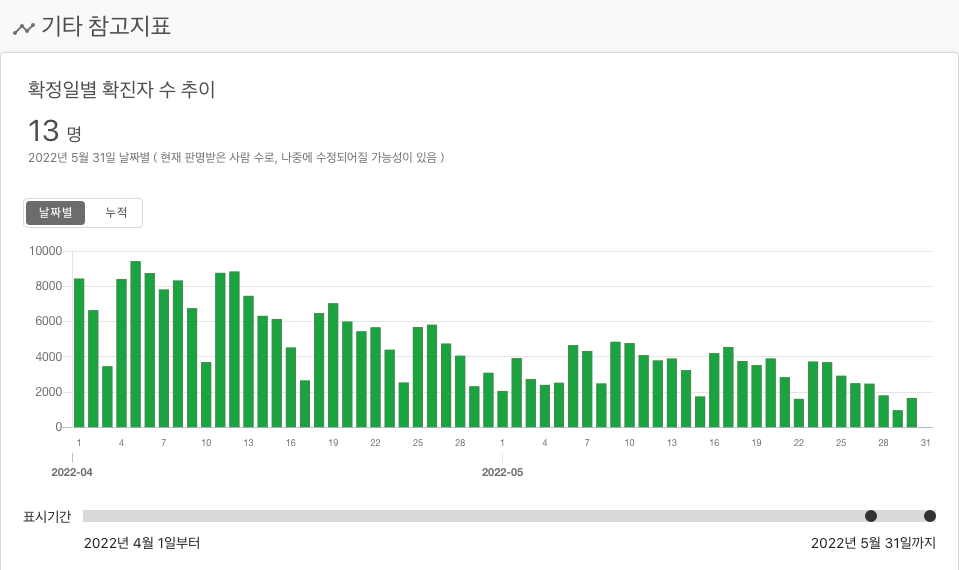 기타 참고지표
확정일별 확진자 수 추이
13 명
2022년 5월 31일 날짜별 ( 현재 판명받은 사람 수로, 나중에 수정되어질 가능성이 있음 )
날짜별 누적
10000
8000
6000
4000
2000
0
1 4 7 10 13 16 19 22 25 28 1 4 7 10 13 16 19 22 25 28 31
2022-04 2022-05
표시기간
2022년 4월 1일부터 2022년 5월 31일까지